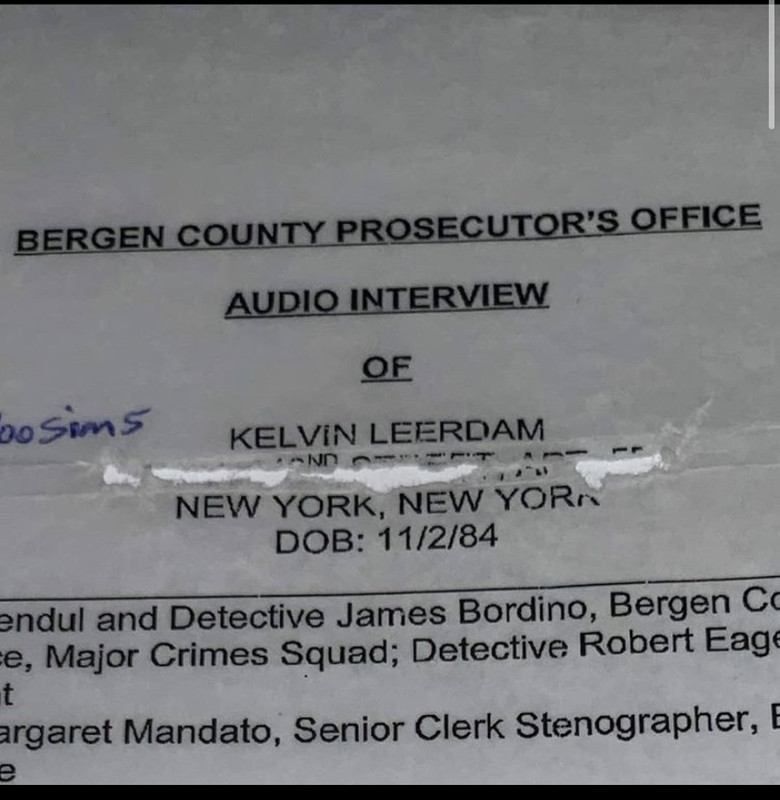 BERGEN COUNTY PROSECUTOR'S OFFICE
AUDIO INTERVIEW
OF
KELVIN LEERDAM
NEW YORK, NEW YORK
DOB: 11/2/84
endul and Detective James Bordino, Bergen Co
ce, Major Crimes Squad; Detective Robert Eage
t
argaret Mandato, Senior Clerk Stenographer, B
e